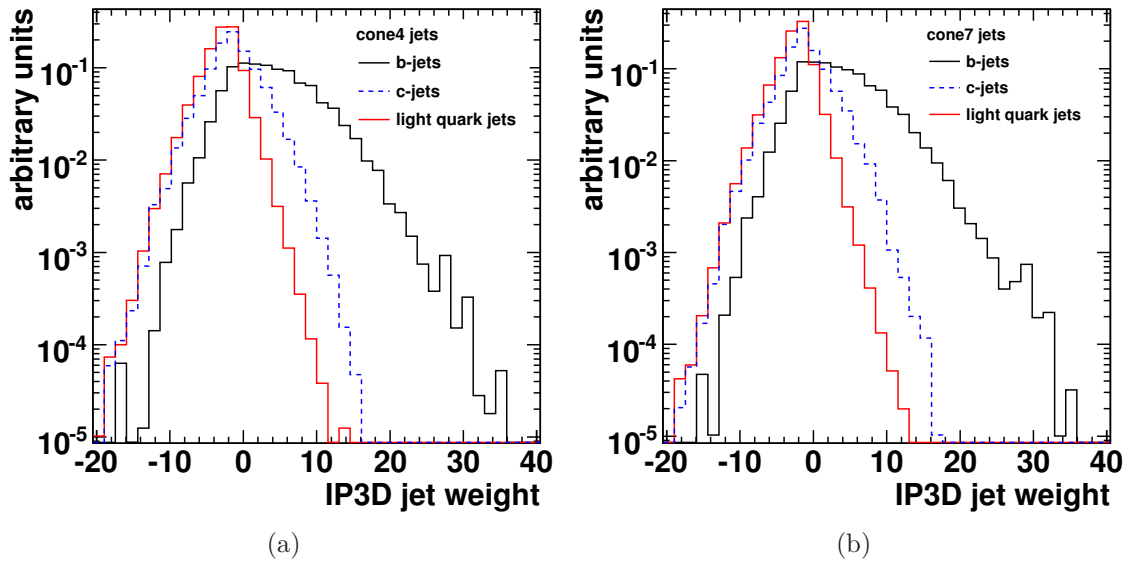 arbitrary units
10⁻¹
10⁻²
10⁻³
10⁻⁴
10⁻⁵
cone4 jets
b-jets
c-jets
light quark jets
-20 -10 0 10 20 30 40
IP3D jet weight
(a)
arbitrary units
10⁻¹
10⁻²
10⁻³
10⁻⁴
10⁻⁵
cone7 jets
b-jets
c-jets
light quark jets
-20 -10 0 10 20 30 40
IP3D jet weight
(b)